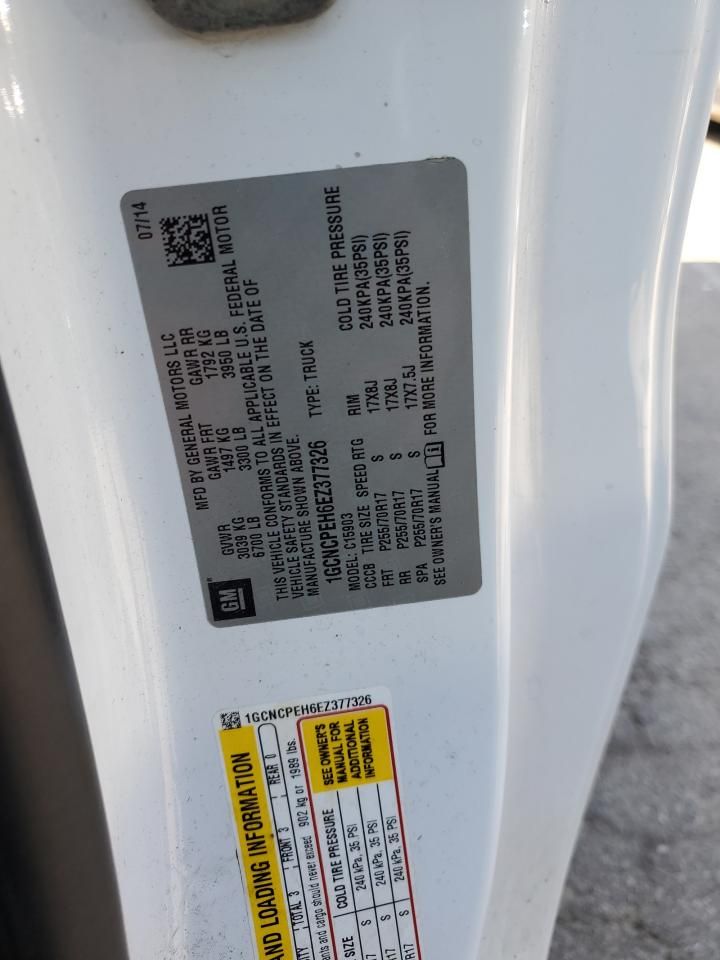 GM
MFD BY GENERAL MOTORS LLC 07/14
GVWR GAWR FRT GAWR RR
3039 KG 1497 KG 1792 KG
6700 LB 3300 LB 3950 LB
THIS VEHICLE CONFORMS TO ALL APPLICABLE U.S. FEDERAL MOTOR
VEHICLE SAFETY STANDARDS IN EFFECT ON THE DATE OF
MANUFACTURE SHOWN ABOVE.
1GCNCPEH6EZ377326 TYPE: TRUCK
MODEL: C15903
CCCB TIRE SIZE SPEED RTG RIM COLD TIRE PRESSURE
FRT P255/70R17 S 17X8J 240KPA(35PSI)
RR P255/70R17 S 17X8J 240KPA(35PSI)
SPA P255/70R17 S 17X7.5J 240KPA(35PSI)
SEE OWNER'S MANUAL FOR MORE INFORMATION.
1GCNCPEH6EZ377326
AND LOADING INFORMATION
TOTAL 3 FRONT 3 REAR 0
and cargo should never exceed 902 kg or 1989 lbs.
SIZE COLD TIRE PRESSURE
S 240 kPa, 35 PSI
S 240 kPa, 35 PSI
S 240 kPa, 35 PSI
SEE OWNER'S
MANUAL FOR
ADDITIONAL
INFORMATION